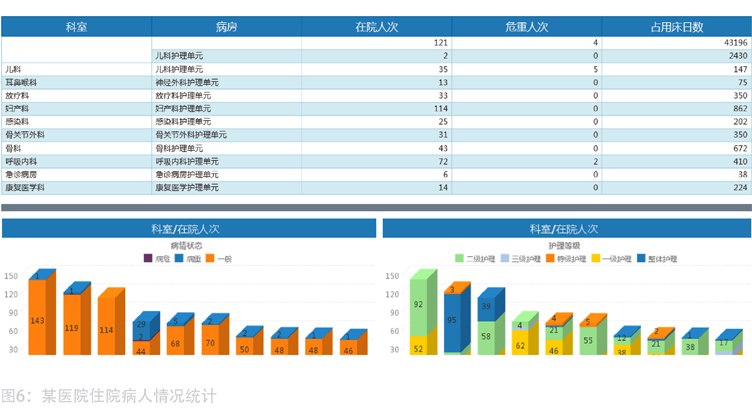 科室 病房 在院人次 危重人次 占用床日数
121 4 43196
儿科护理单元 2 0 2430
儿科 儿科护理单元 35 5 147
耳鼻喉科 神经外科护理单元 13 0 75
放疗科 放疗科护理单元 33 0 350
妇产科 妇产科护理单元 114 0 862
感染科 感染科护理单元 25 0 202
骨关节外科 骨关节外科护理单元 31 0 350
骨科 骨科护理单元 43 0 672
呼吸内科 呼吸内科护理单元 72 2 410
急诊病房 急诊病房护理单元 6 0 38
康复医学科 康复医学护理单元 14 0 224
科室/在院人次
病情状态
病危 病重 一般
150
120
90
60
30
1 1 29 5 2 2 2 1 1
2
143 119 114 44 68 70 50 48 48 46
科室/在院人次
护理等级
二级护理 三级护理 特级护理 一级护理 整体护理
150
120
90
60
30
3 39 4 4 5 12 2 1 1
92 95 58 21 55 21 38 17
52 62 46 38
图6：某医院住院病人情况统计